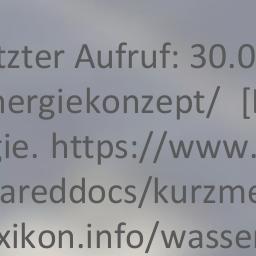 tzter Aufruf: 30.0
nergiekonzept/ [
gie. https://www.
areddocs/kurzme
xikon.info/wasser